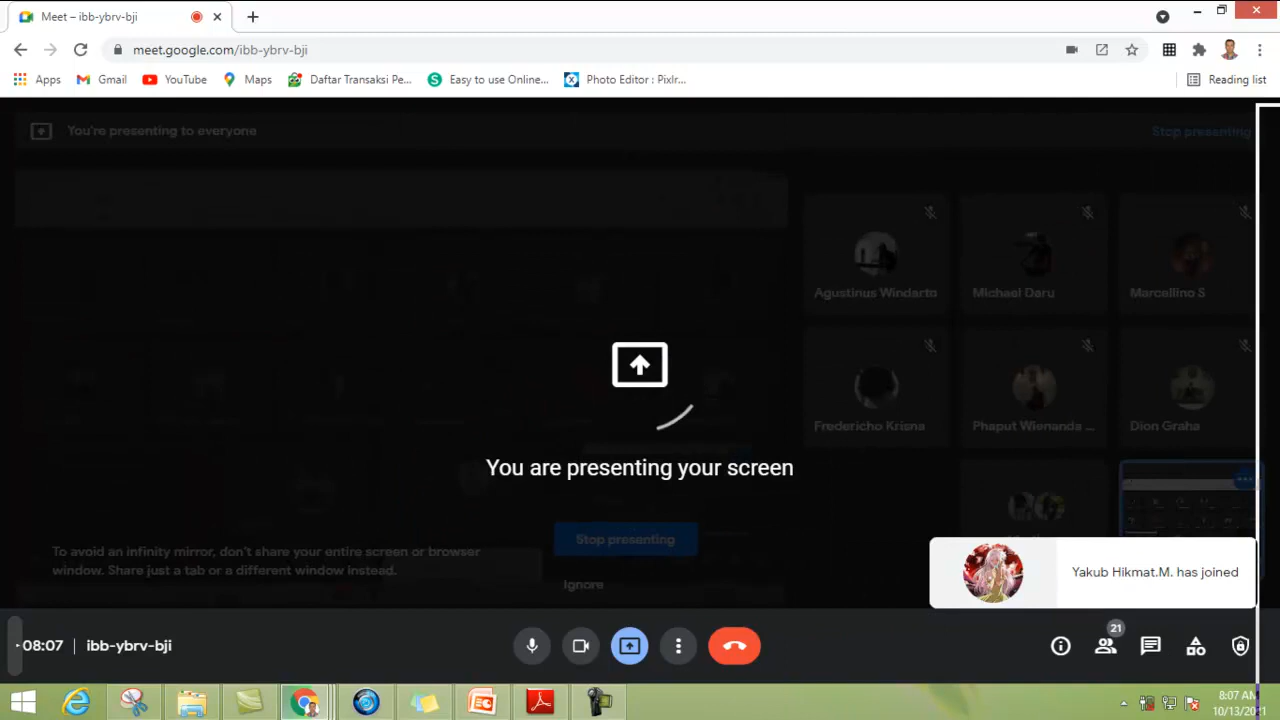 Meet – ibb-ybrv-bji
meet.google.com/ibb-ybrv-bji
Apps
Gmail
YouTube
Maps
Daftar Transaksi Pe...
Easy to use Online...
Photo Editor : Pixlr...
Reading list
You're presenting to everyone
Stop presenting
Agustinus Windarto
Michael Daru
Marcellino S
Fredericho Krisna
Phaput Wienanda ...
Dion Graha
You are presenting your screen
Stop presenting
To avoid an infinity mirror, don't share your entire screen or browser
window. Share just a tab or a different window instead.
Ignore
Yakub Hikmat.M. has joined
08:07
ibb-ybrv-bji
21
8:07 AM
10/13/2021